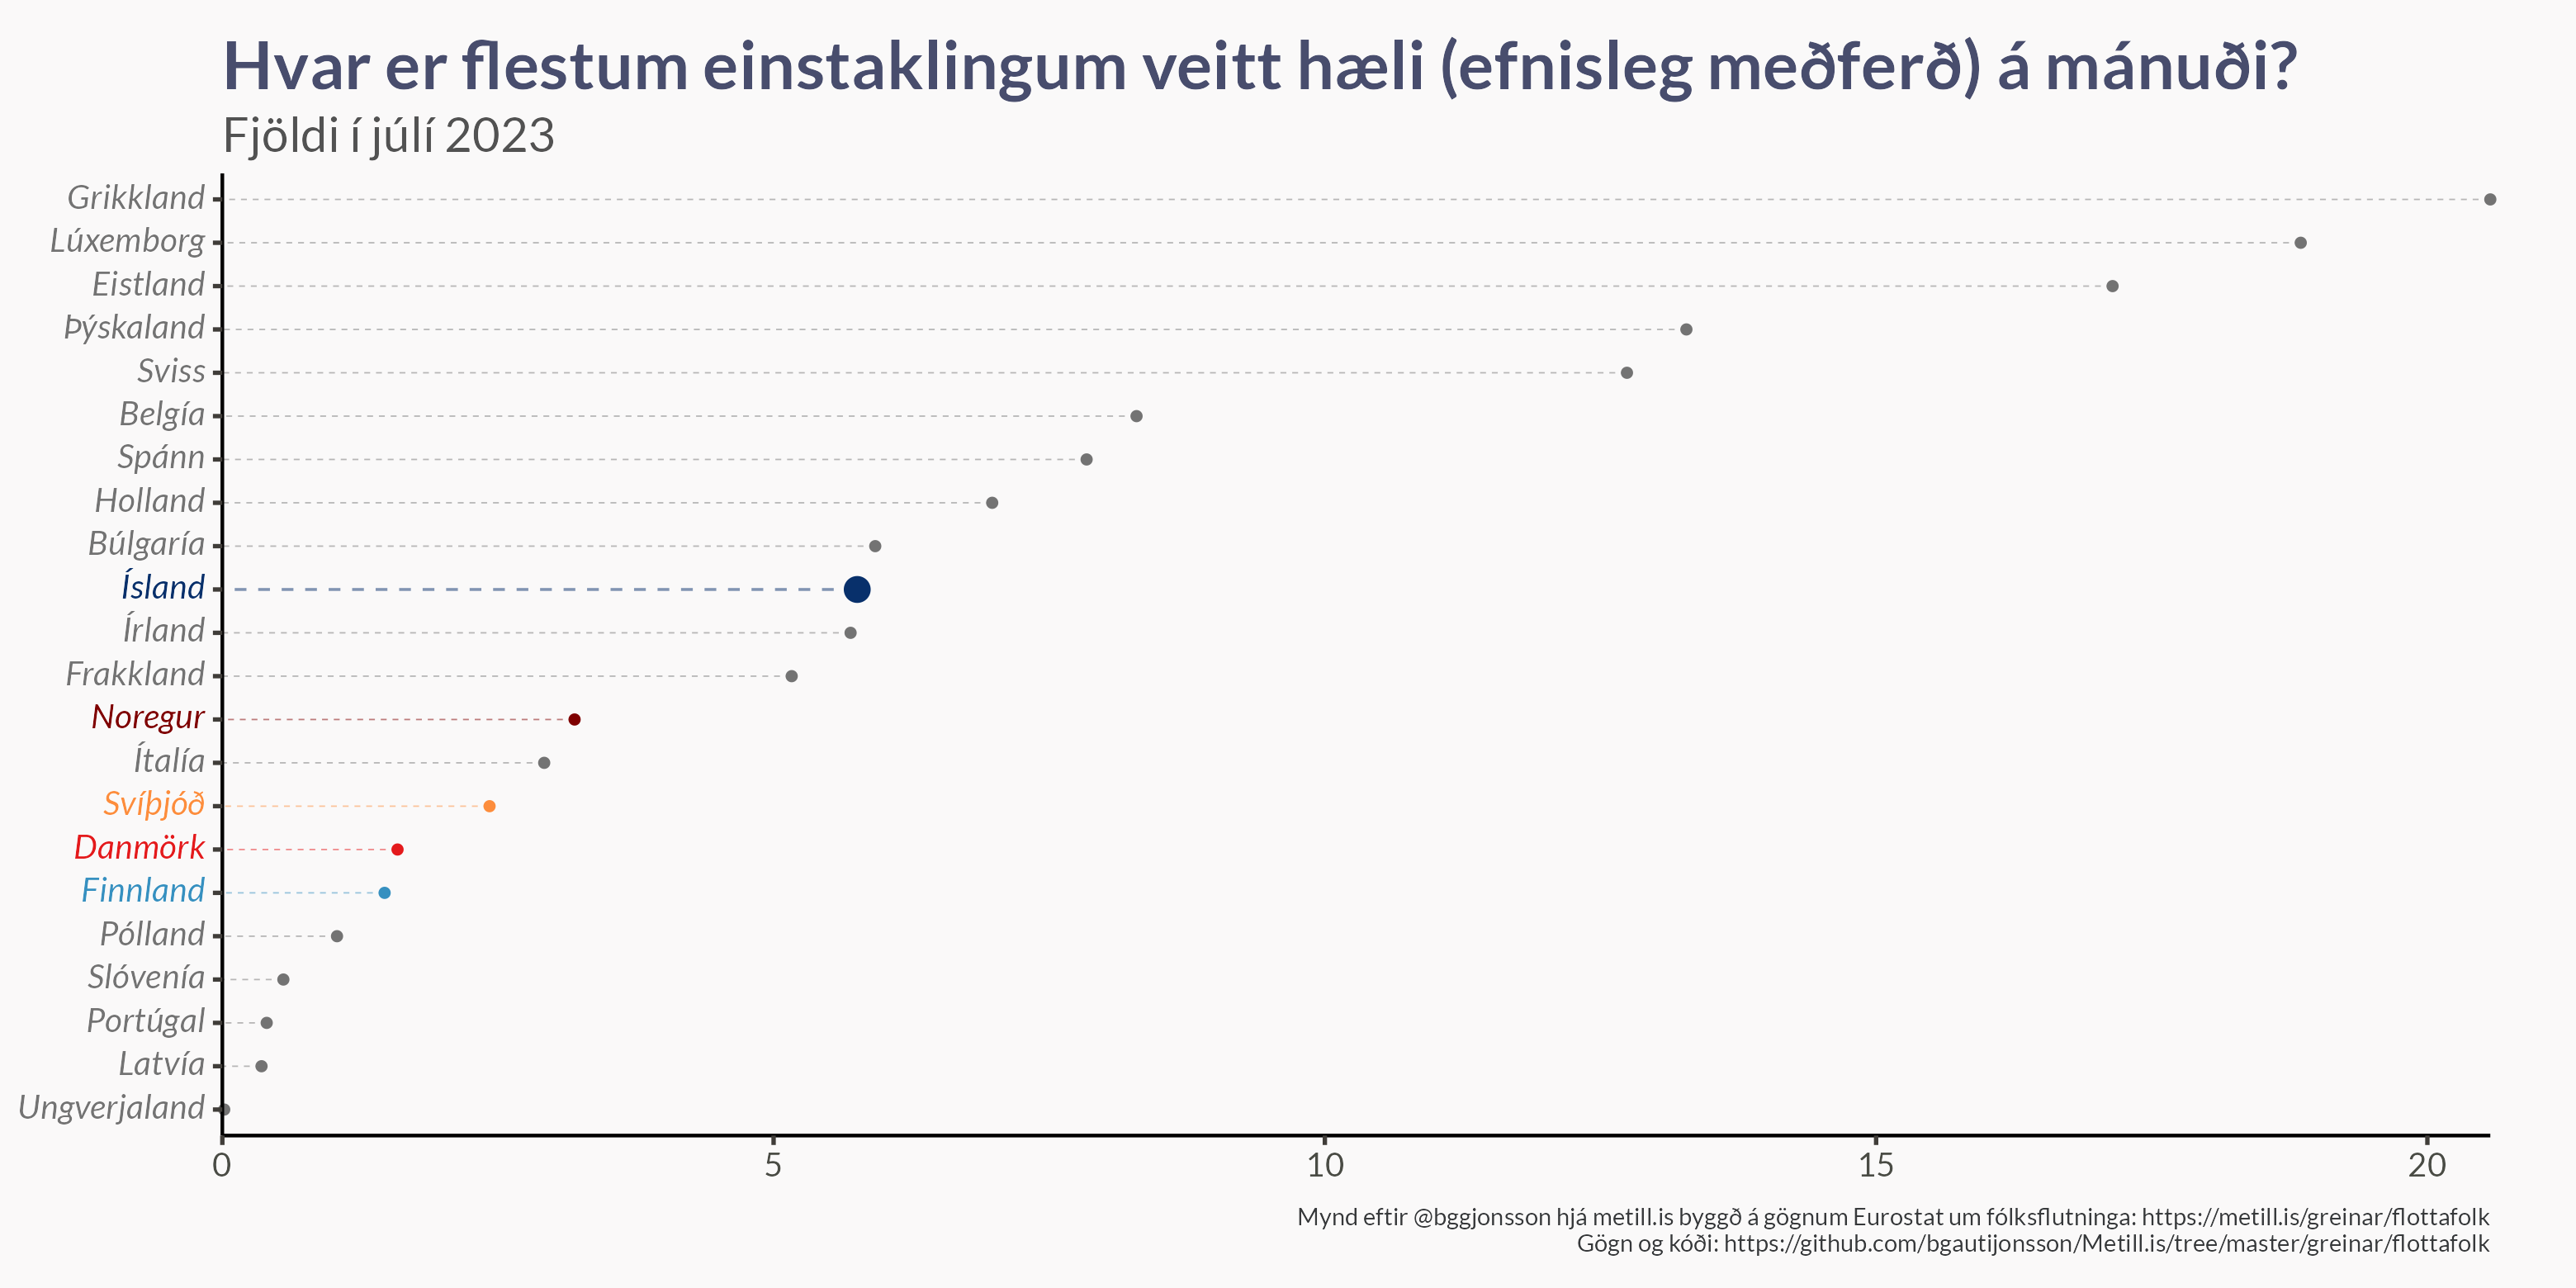 Hvar er flestum einstaklingum veitt hæli (efnisleg meðferð) á mánuði?
Fjöldi í júlí 2023
Grikkland
Lúxemborg
Eistland
Þýskaland
Sviss
Belgía
Spánn
Holland
Búlgaría
Ísland
Írland
Frakkland
Noregur
Ítalía
Svíþjóð
Danmörk
Finnland
Pólland
Slóvenía
Portúgal
Latvía
Ungverjaland
0 5 10 15 20
Mynd eftir @bggjonsson hjá metill.is byggð á gögnum Eurostat um fólksflutninga: https://metill.is/greinar/flottafolk
Gögn og kóði: https://github.com/bgautijonsson/Metill.is/tree/master/greinar/flottafolk